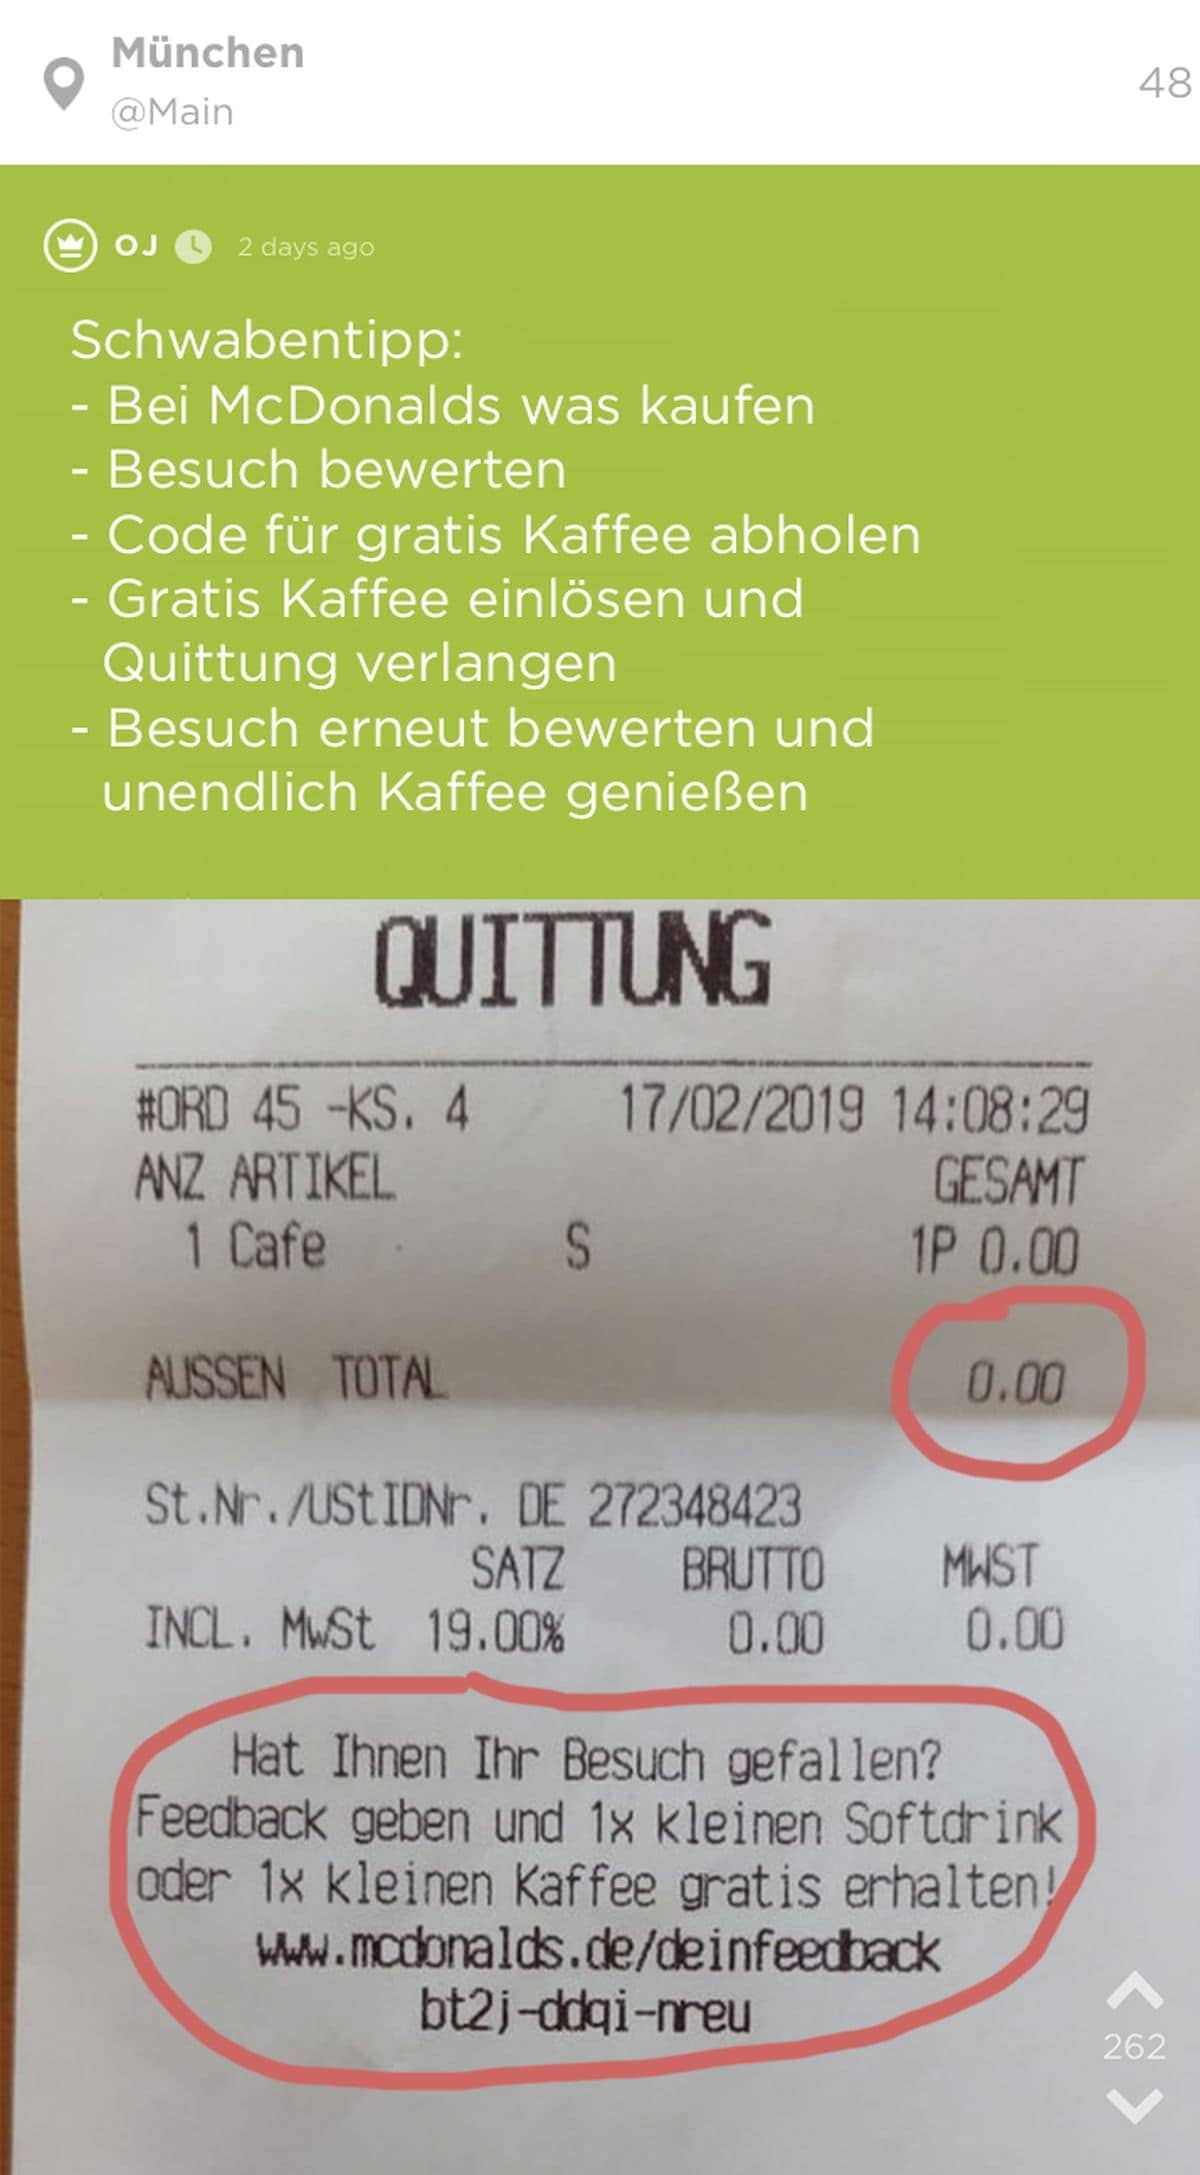 München
@Main
48
OJ 2 days ago
Schwabentipp:
- Bei McDonalds was kaufen
- Besuch bewerten
- Code für gratis Kaffee abholen
- Gratis Kaffee einlösen und
Quittung verlangen
- Besuch erneut bewerten und
unendlich Kaffee genießen
QUITTUNG
#ORD 45 -KS. 4 17/02/2019 14:08:29
ANZ ARTIKEL GESAMT
1 Cafe S 1P 0.00
AUSSEN TOTAL 0.00
St.Nr./UStIDNr. DE 272348423
SATZ BRUTTO MWST
INCL. MwSt 19.00% 0.00 0.00
Hat Ihnen Ihr Besuch gefallen?
Feedback geben und 1x kleinen Softdrink
oder 1x kleinen Kaffee gratis erhalten!
www.mcdonalds.de/deinfeedback
bt2j-ddqi-nreu
262